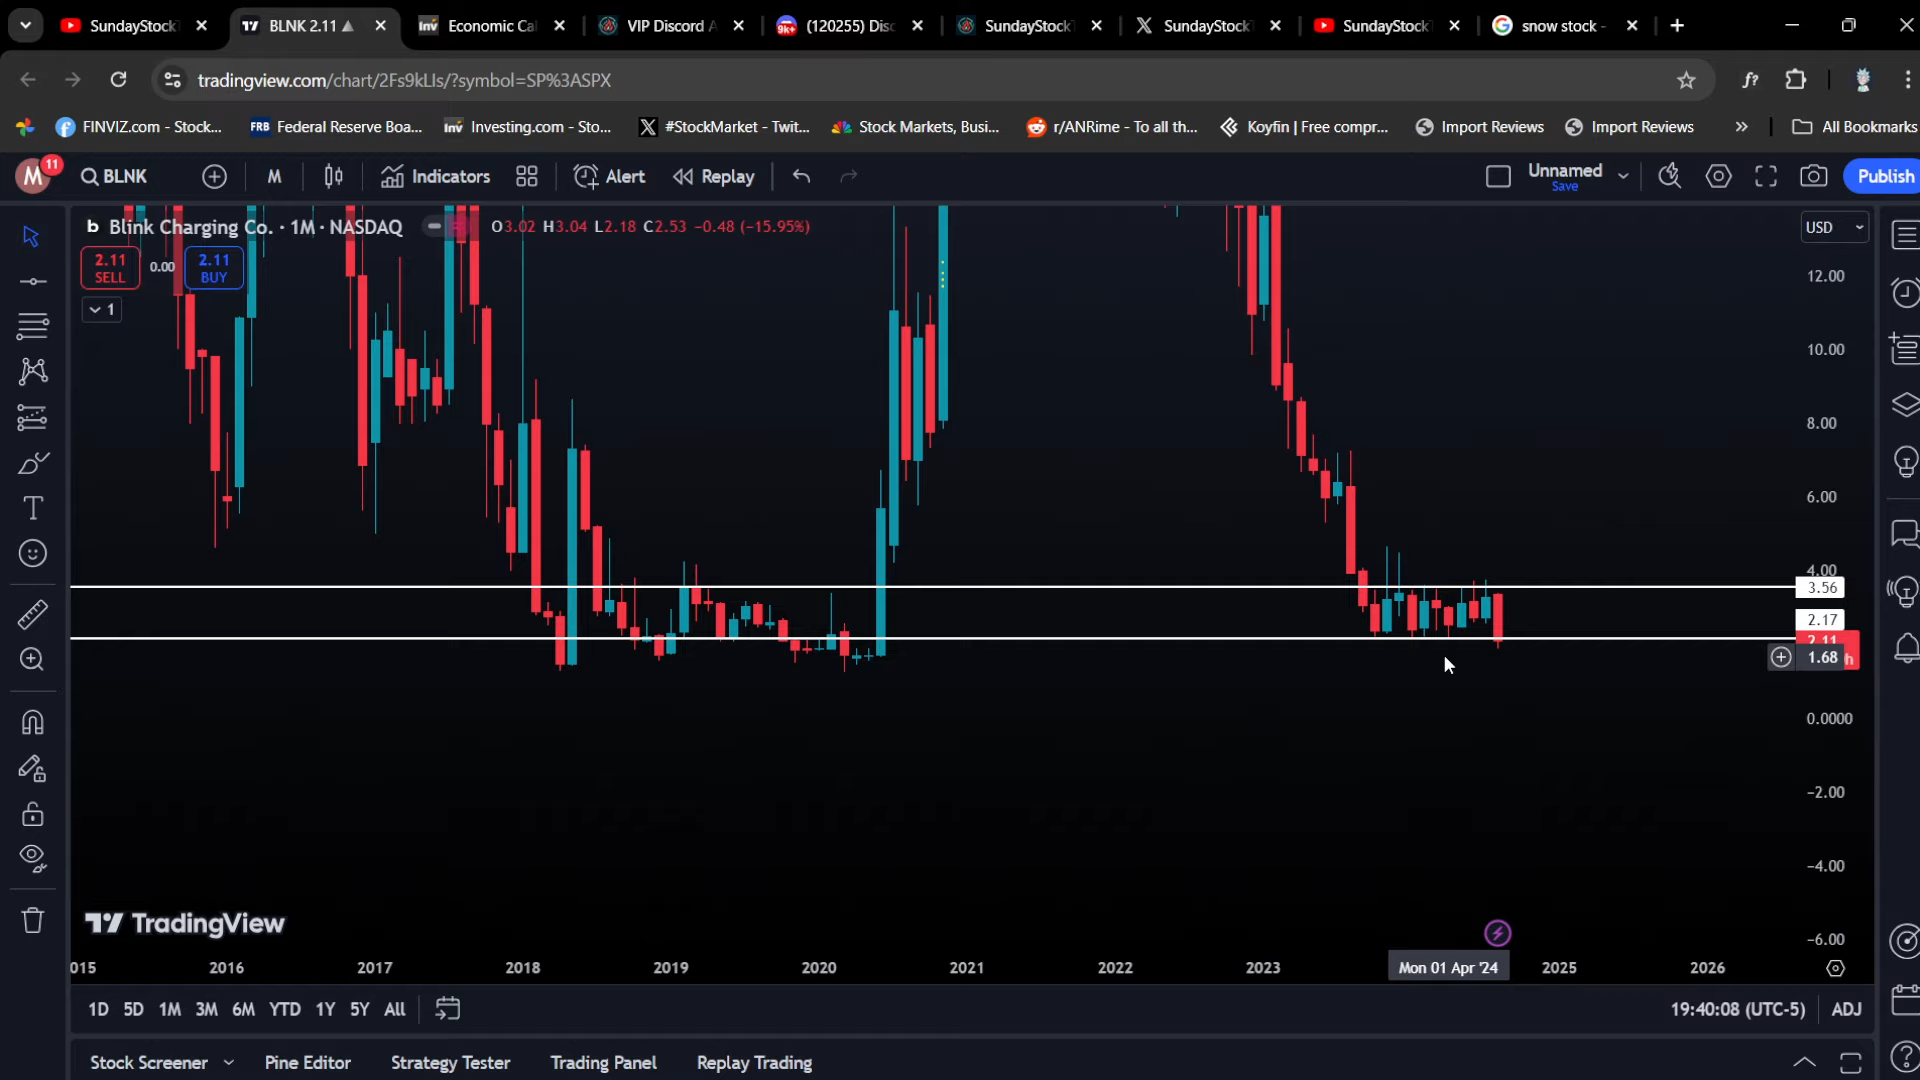 SundayStock
BLNK 2.11
Inv Economic Ca
VIP Discord A
9K+ (120255) Disc
SundayStock
SundayStock
SundayStock
snow stock -
tradingview.com/chart/2Fs9kLIs/?symbol=SP%3ASPX
f?
FINVIZ.com - Stock...
FRB Federal Reserve Boa...
Inv Investing.com - Sto...
#StockMarket - Twit...
Stock Markets, Busi...
r/ANRime - To all th...
Koyfin | Free compr...
Import Reviews
Import Reviews
All Bookmarks
M 11
BLNK
M
Indicators
Alert
Replay
Unnamed
Save
Publish
b Blink Charging Co. · 1M · NASDAQ
O3.02 H3.04 L2.18 C2.53 −0.48 (−15.95%)
USD
2.11
SELL
0.00
2.11
BUY
1
12.00
10.00
8.00
6.00
4.00
3.56
2.17
2.11
1.68 h
0.0000
−2.00
−4.00
−6.00
TradingView
015 2016 2017 2018 2019 2020 2021 2022 2023 Mon 01 Apr '24 2025 2026
1D 5D 1M 3M 6M YTD 1Y 5Y All
19:40:08 (UTC-5) ADJ
Stock Screener Pine Editor Strategy Tester Trading Panel Replay Trading